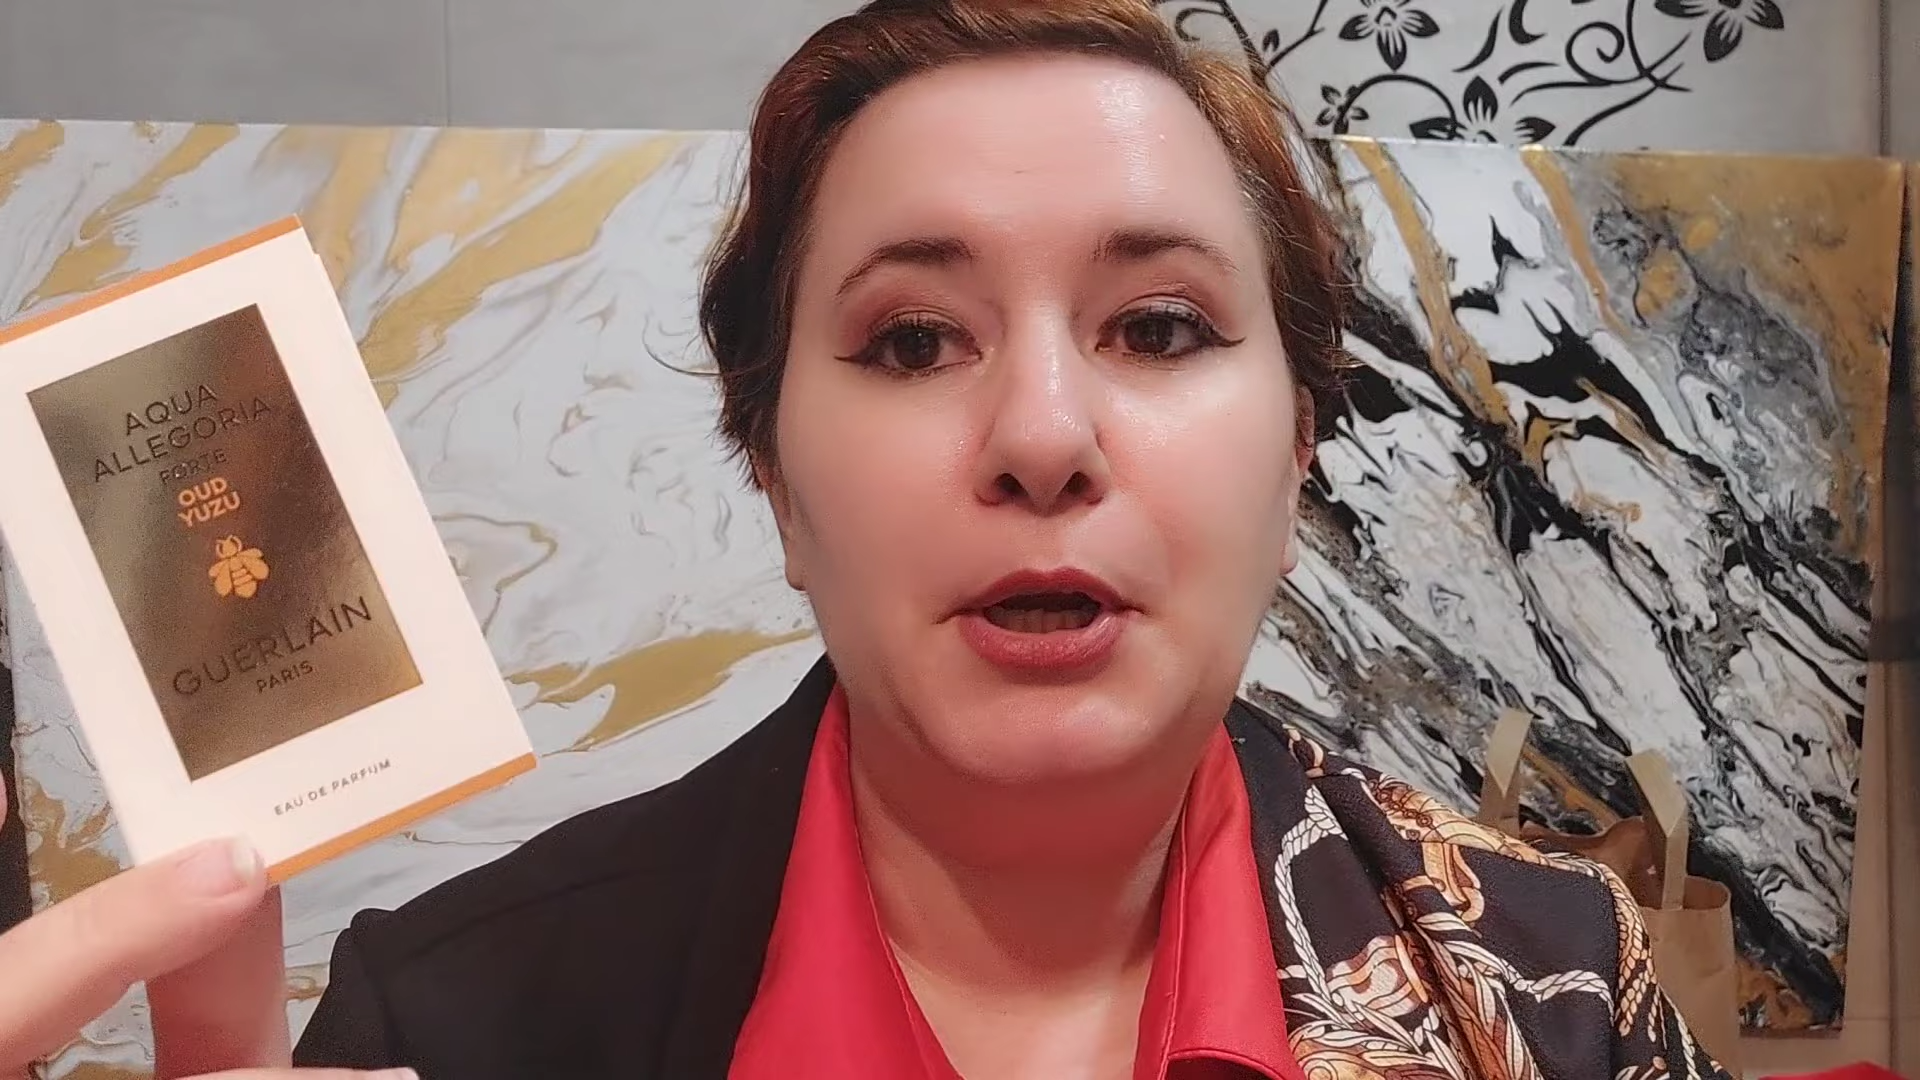 AQUA
ALLEGORIA
FORTE
OUD
YUZU
GUERLAIN
PARIS
EAU DE PARFUM